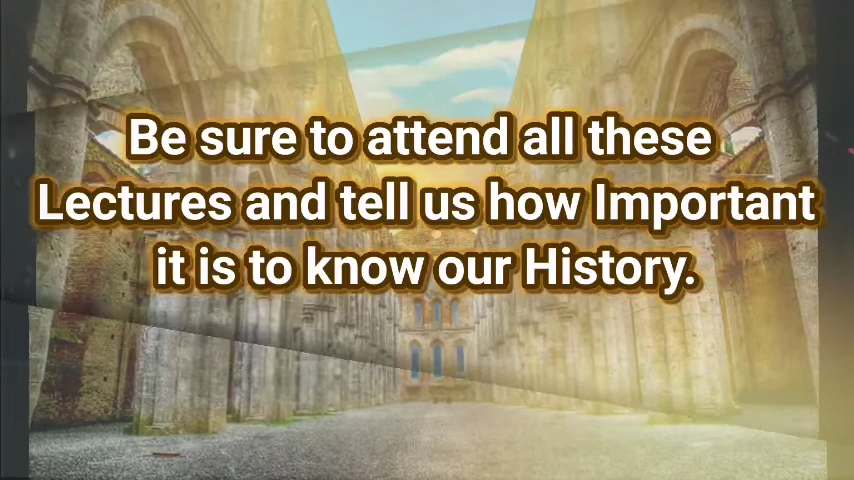 Be sure to attend all these
Lectures and tell us how Important
it is to know our History.